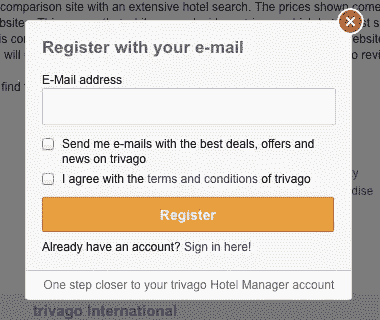 comparison site with an extensive hotel search. The prices shown come
Register with your e-mail
E-Mail address
Send me e-mails with the best deals, offers and
news on trivago
I agree with the terms and conditions of trivago
Register
Already have an account? Sign in here!
One step closer to your trivago Hotel Manager account
trivago International